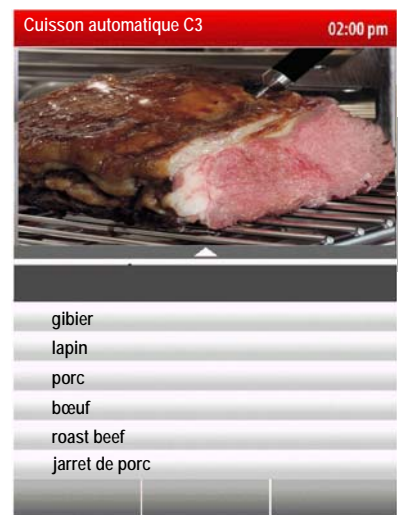 Cuisson automatique C3
02:00 pm
gibier
lapin
porc
bœuf
roast beef
jarret de porc